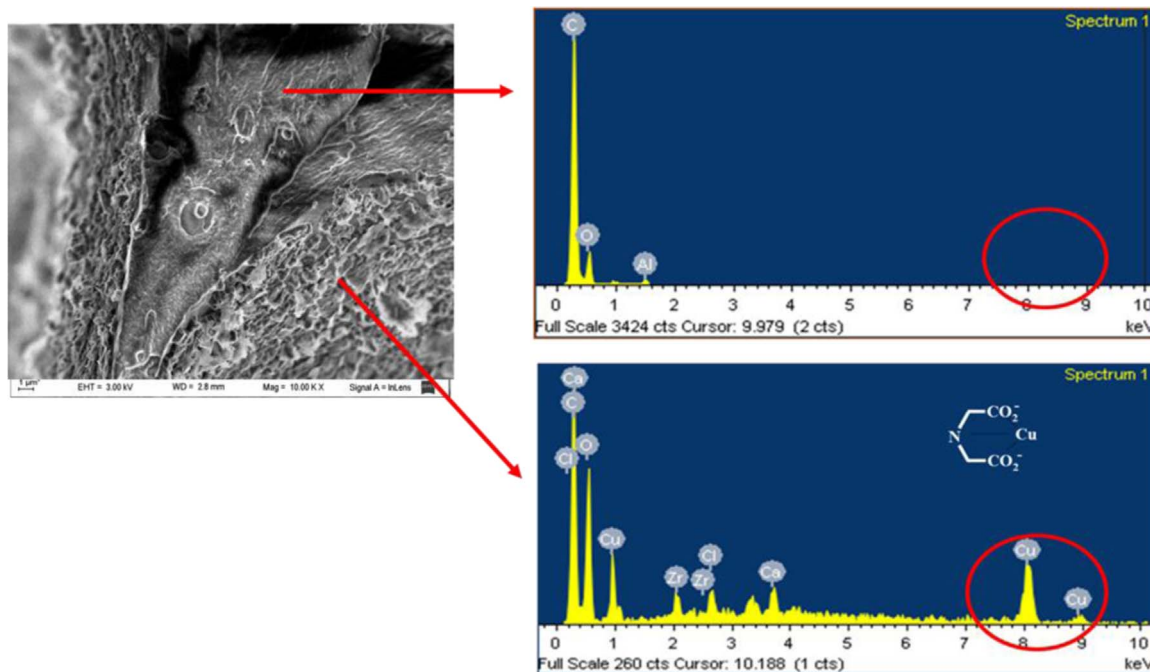 1 µm*
EHT = 3.00 kV
WD = 2.8 mm
Mag = 10.00 K X
Signal A = InLens
Spectrum 1
C
O
Al
0 1 2 3 4 5 6 7 8 9 10
Full Scale 3424 cts Cursor: 9.979 (2 cts)
keV
Spectrum 1
Ca
C
Cl
O
Cu
Zr
Zr
Cl
Ca
Cu
Cu
CO₂⁻
N
Cu
CO₂⁻
0 1 2 3 4 5 6 7 8 9 10
Full Scale 260 cts Cursor: 10.188 (1 cts)
keV